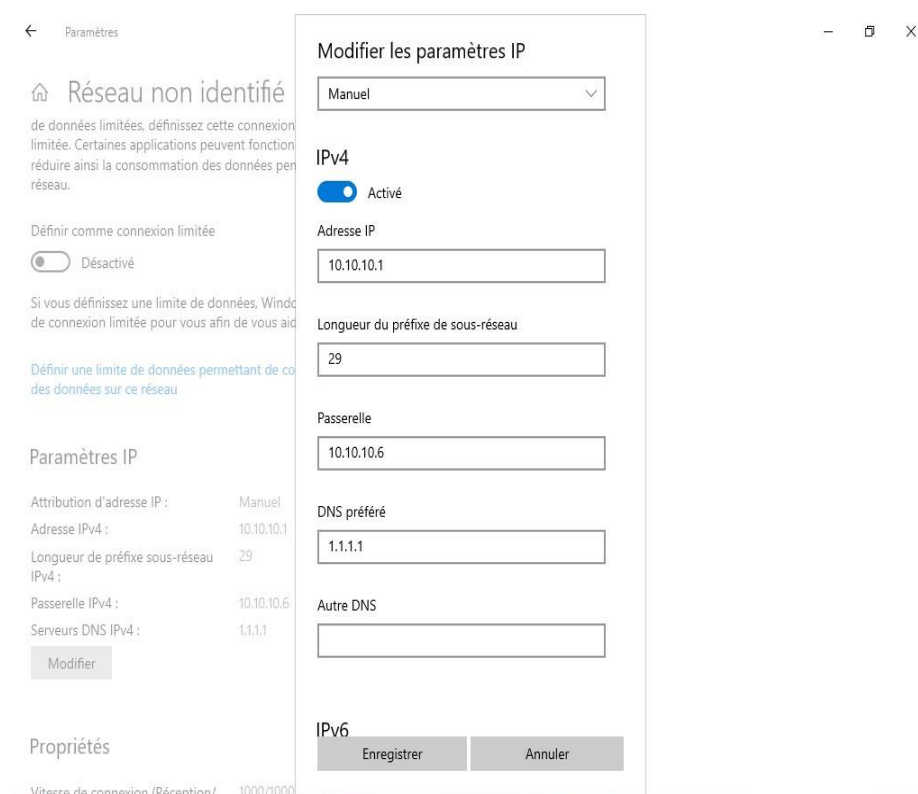 Paramètres
Réseau non identifié
de données limitées, définissez cette connexion
limitée. Certaines applications peuvent fonction
réduire ainsi la consommation des données pen
réseau.
Définir comme connexion limitée
Désactivé
Si vous définissez une limite de données, Windo
de connexion limitée pour vous afin de vous aid
Définir une limite de données permettant de co
des données sur ce réseau
Paramètres IP
Attribution d'adresse IP : Manuel
Adresse IPv4 : 10.10.10.1
Longueur de préfixe sous-réseau 29
IPv4 :
Passerelle IPv4 : 10.10.10.6
Serveurs DNS IPv4 : 1.1.1.1
Modifier
Propriétés
Vitesse de connexion (Réception/ 1000/1000
Modifier les paramètres IP
Manuel
IPv4
Activé
Adresse IP
10.10.10.1
Longueur du préfixe de sous-réseau
29
Passerelle
10.10.10.6
DNS préféré
1.1.1.1
Autre DNS
IPv6
Enregistrer Annuler